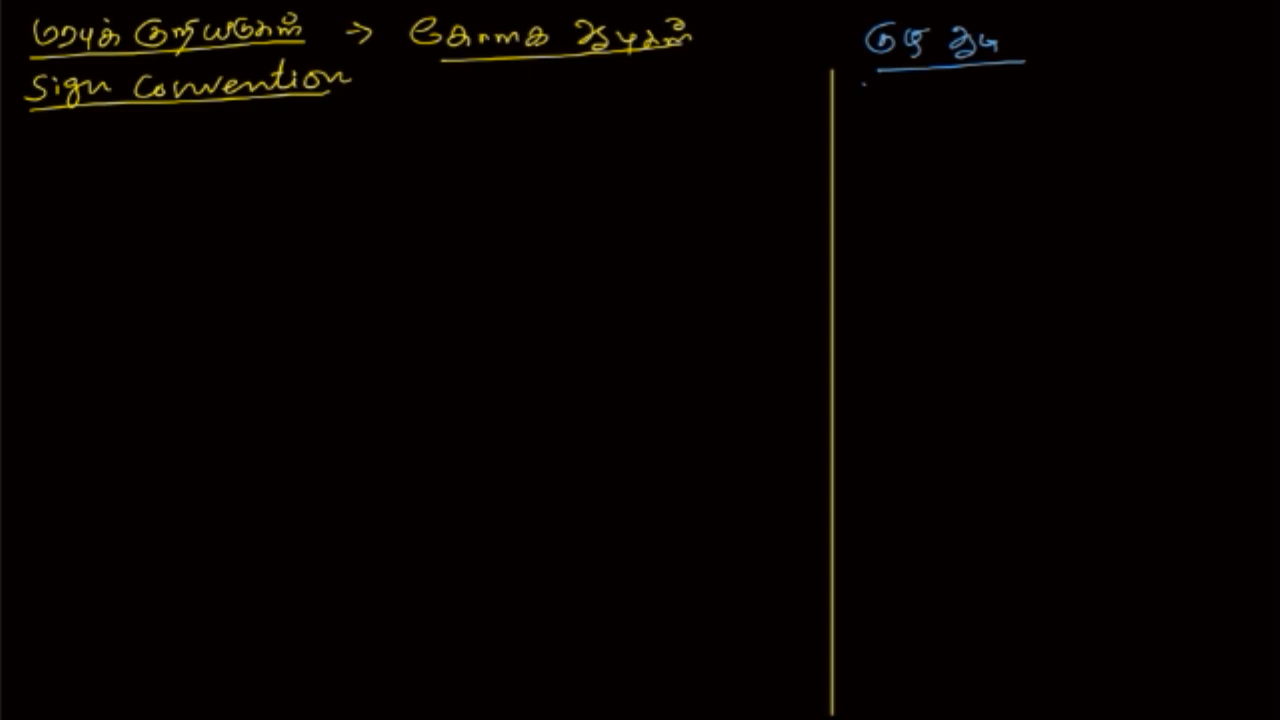 மரபுக் குறியீடுகள் → கோளக ஆடிகள்
Sign Convention
குழி ஆடி